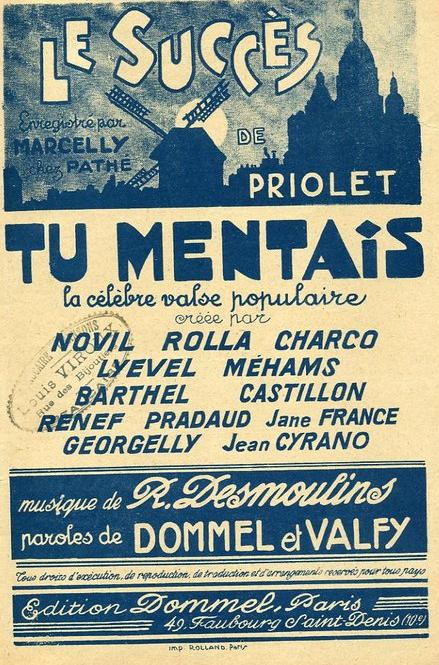 LE SUCCÈS
Enregistré par
MARCELLY
chez PATHÉ
DE
PRIOLET
TU MENTAIS
la célèbre valse populaire
créée par
NOVIL ROLLA CHARCO
LYEVEL MÉHAMS
BARTHEL CASTILLON
RENEF PRADAUD Jane FRANCE
GEORGELLY Jean CYRANO
Louis
Rue des
musique de R. Desmoulins
paroles de DOMMEL et VALFY
Tous droits d'exécution, de reproduction, de traduction et d'arrangements réservés pour tous pays
Edition Dommel, Paris
49, Faubourg Saint-Denis (10e)
IMP. ROLLAND. Paris